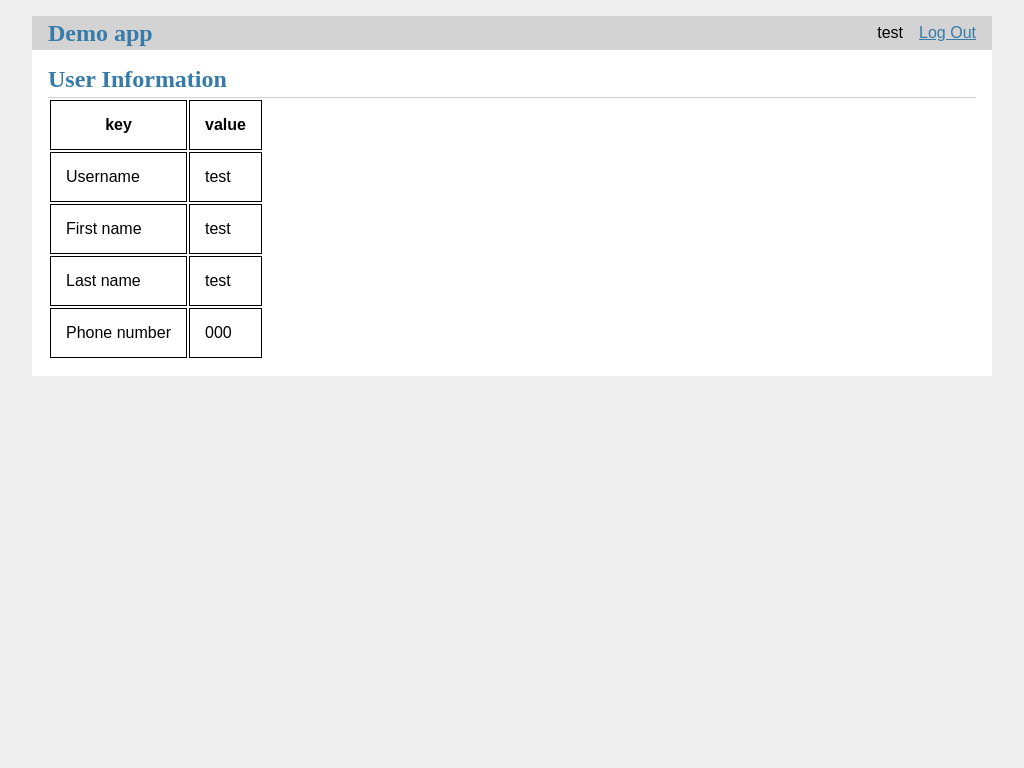 Demo app test Log Out
User Information
key value
Username test
First name test
Last name test
Phone number 000